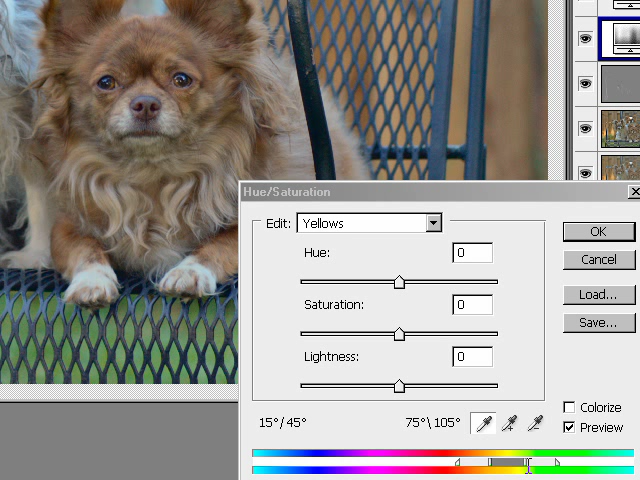 Hue/Saturation
Edit: Yellows
OK
Hue: 0
Cancel
Saturation: 0
Load...
Save...
Lightness: 0
Colorize
15°/45° 75°\105°
Preview